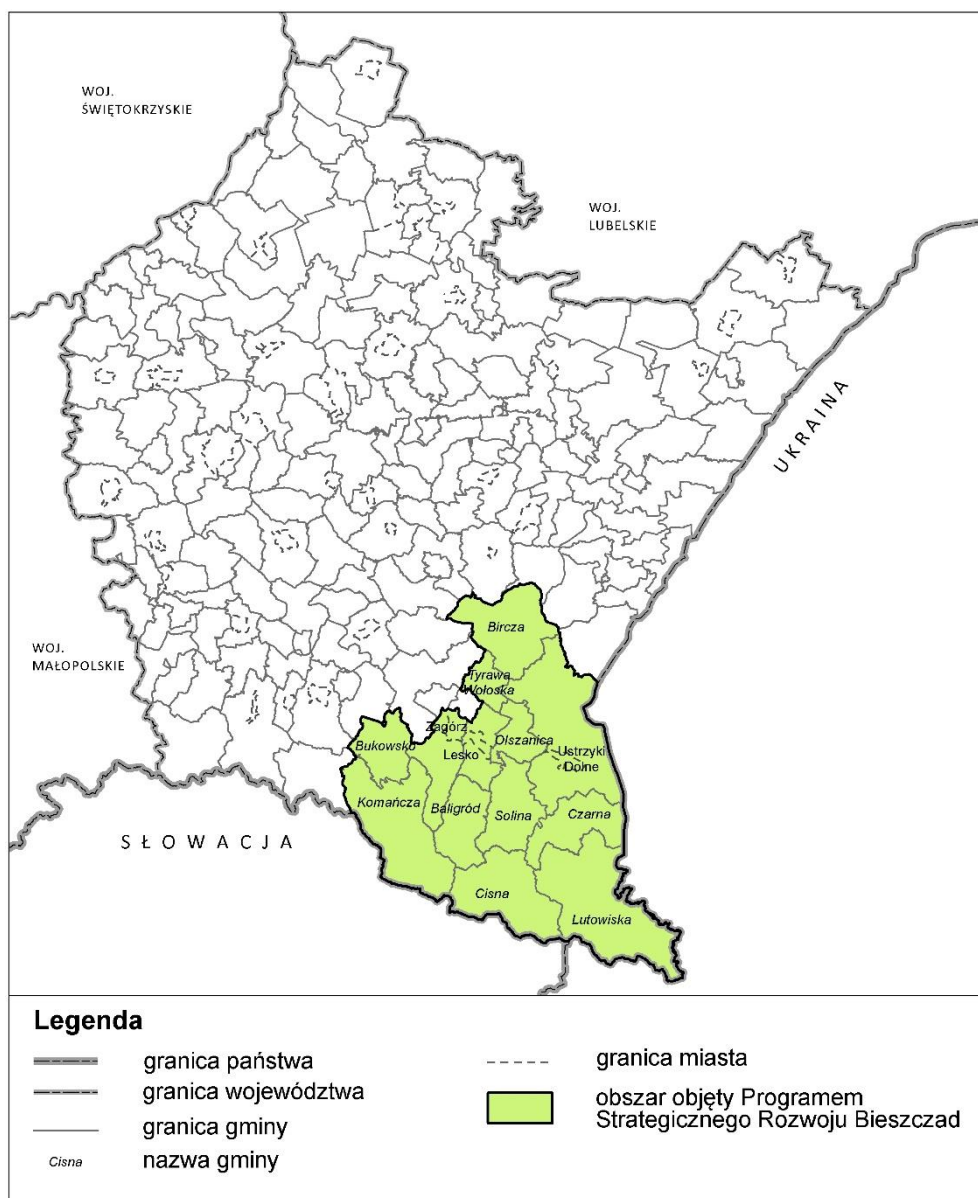 WOJ.
ŚWIĘTOKRZYSKIE
WOJ.
LUBELSKIE
UKRAINA
WOJ.
MAŁOPOLSKIE
Bircza
Tyrawa
Wołoska
Zagórz
Bukowsko
Lesko
Olszanica
Ustrzyki
Dolne
Komańcza
Baligród
Solina
Czarna
SŁOWACJA
Cisna
Lutowiska
Legenda
granica państwa
granica województwa
granica gminy
Cisna nazwa gminy
granica miasta
obszar objęty Programem
Strategicznego Rozwoju Bieszczad